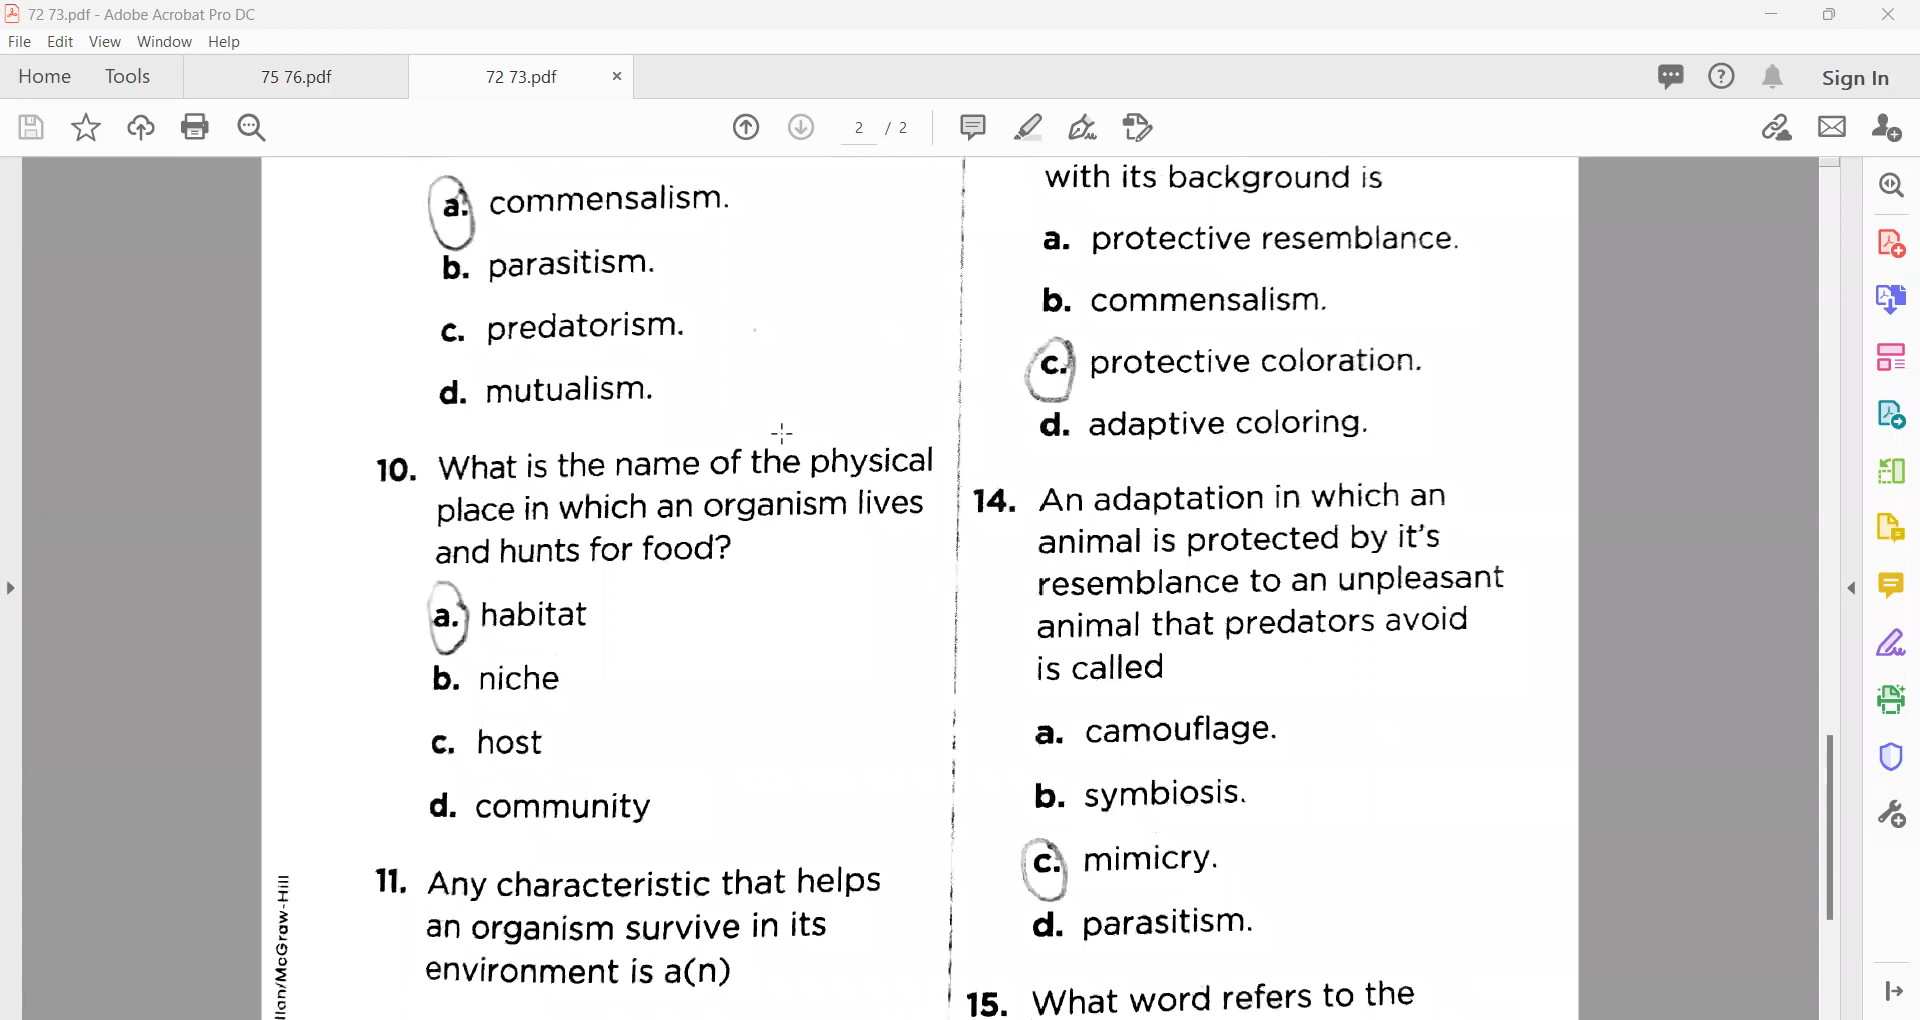 72 73.pdf - Adobe Acrobat Pro DC
File Edit View Window Help
Home Tools 75 76.pdf 72 73.pdf × Sign In
2 / 2
a. commensalism.
b. parasitism.
c. predatorism.
d. mutualism.
10. What is the name of the physical
place in which an organism lives
and hunts for food?
a. habitat
b. niche
c. host
d. community
11. Any characteristic that helps
an organism survive in its
environment is a(n)
llan/McGraw-Hill
with its background is
a. protective resemblance.
b. commensalism.
c. protective coloration.
d. adaptive coloring.
14. An adaptation in which an
animal is protected by it's
resemblance to an unpleasant
animal that predators avoid
is called
a. camouflage.
b. symbiosis.
c. mimicry.
d. parasitism.
15. What word refers to the